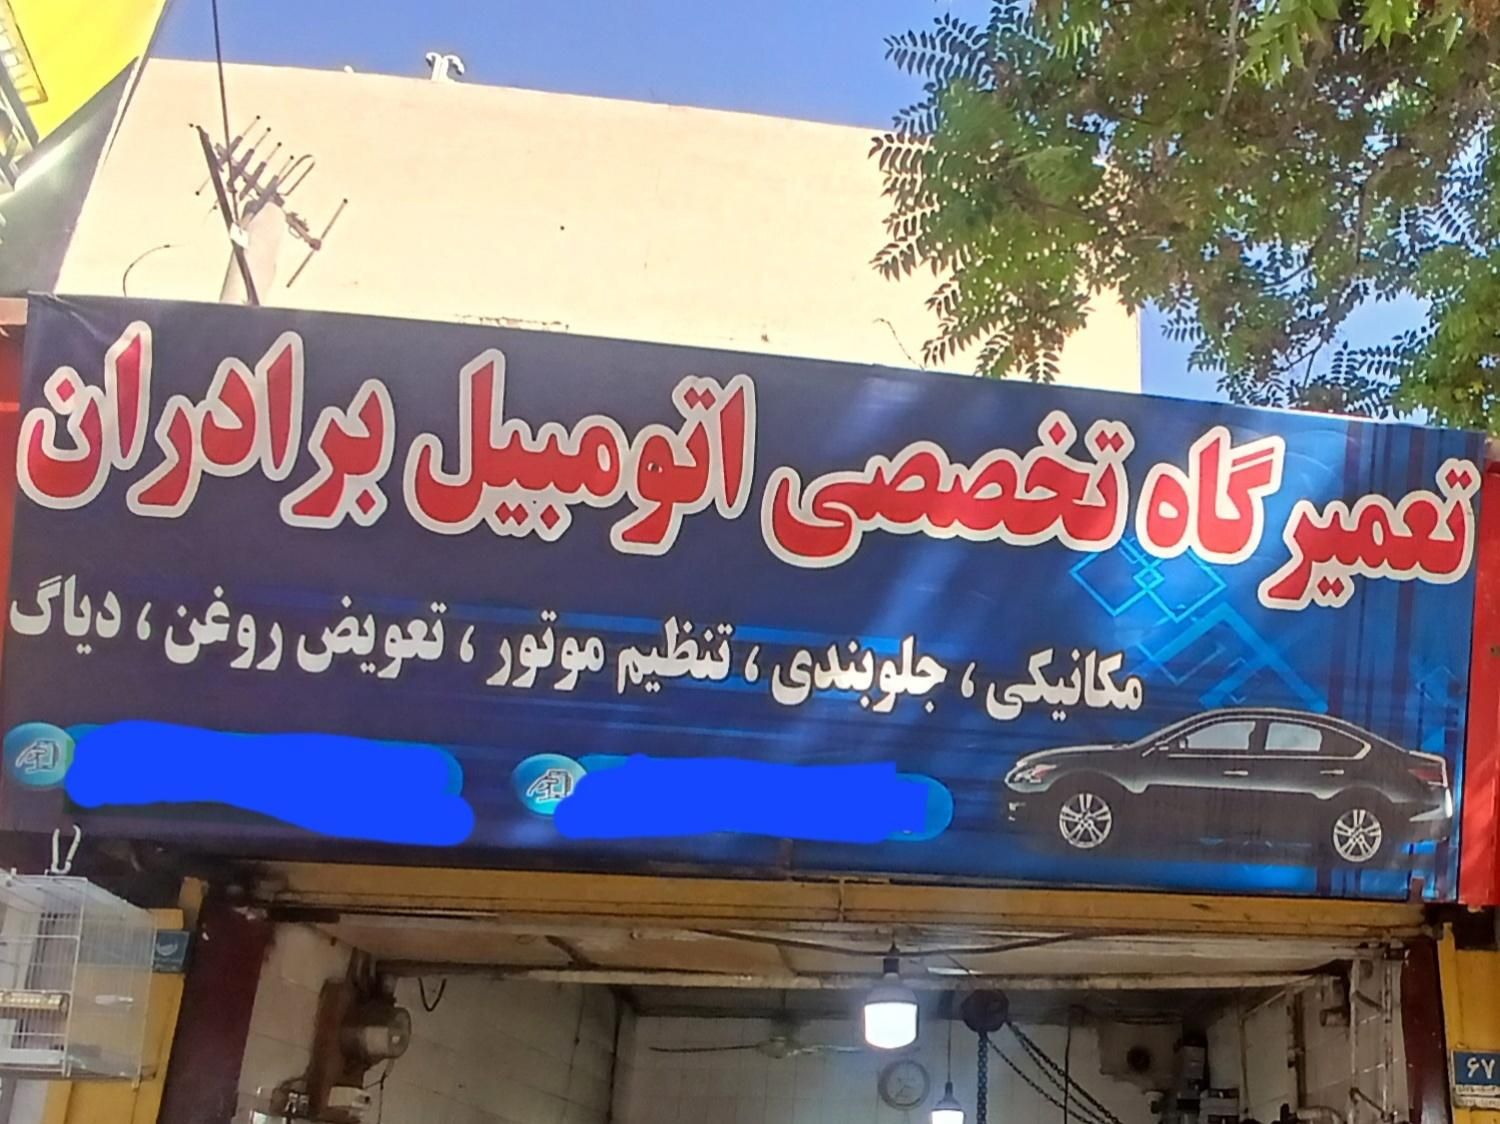 تعمیرگاه تخصصی اتومبیل برادران
مکانیکی ، جلوبندی ، تنظیم موتور ، تعویض روغن ، دیاگ
۶۷